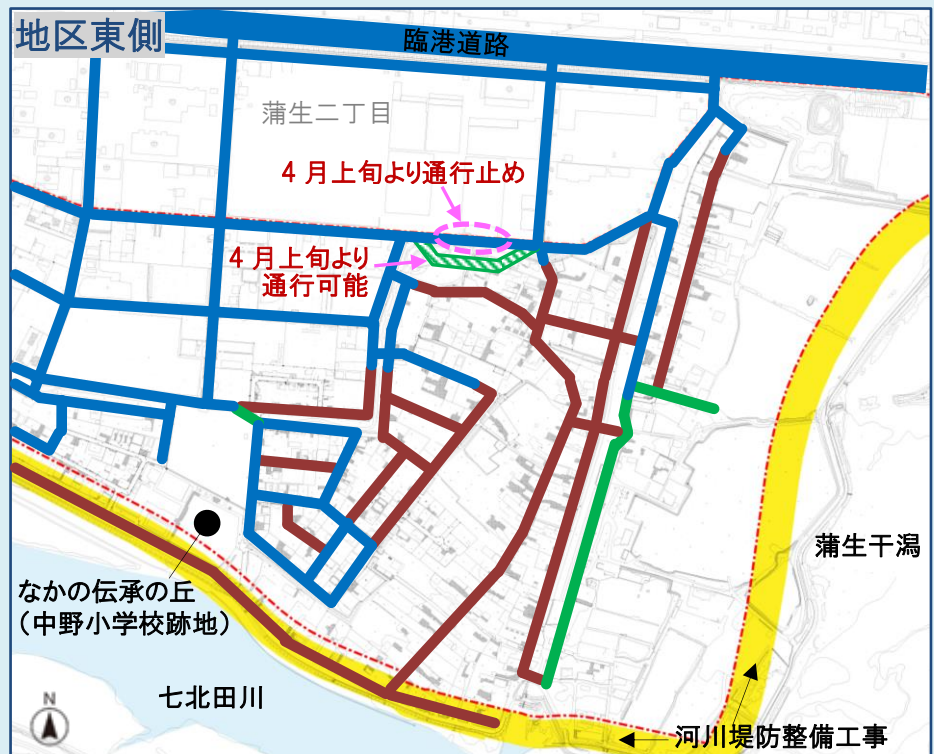 地区東側
臨港道路
蒲生二丁目
4月上旬より通行止め
4月上旬より
通行可能
蒲生干潟
なかの伝承の丘
（中野小学校跡地）
七北田川
N
河川堤防整備工事